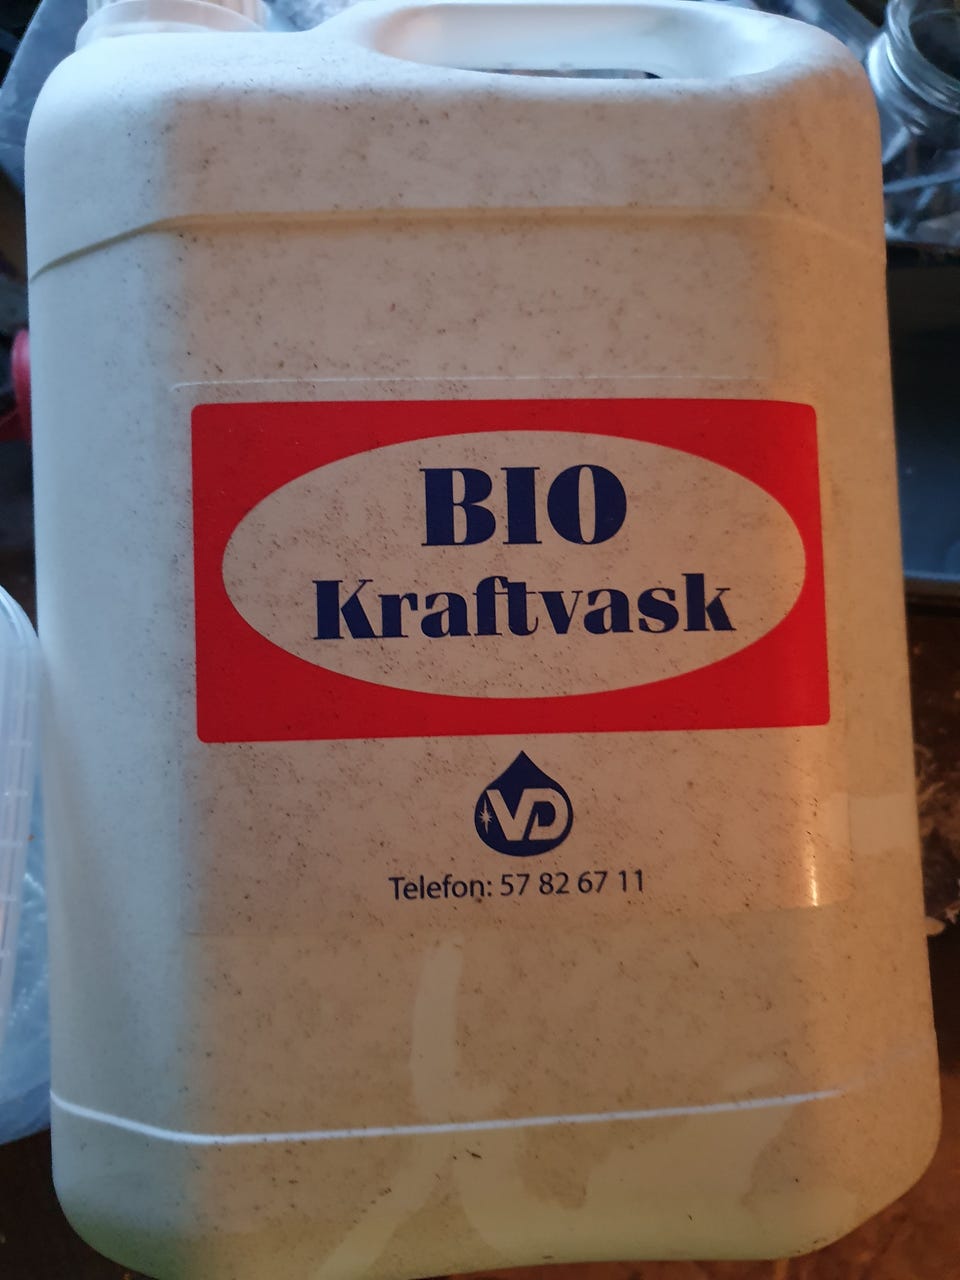 BIO
Kraftvask
VD
Telefon: 57 82 67 11